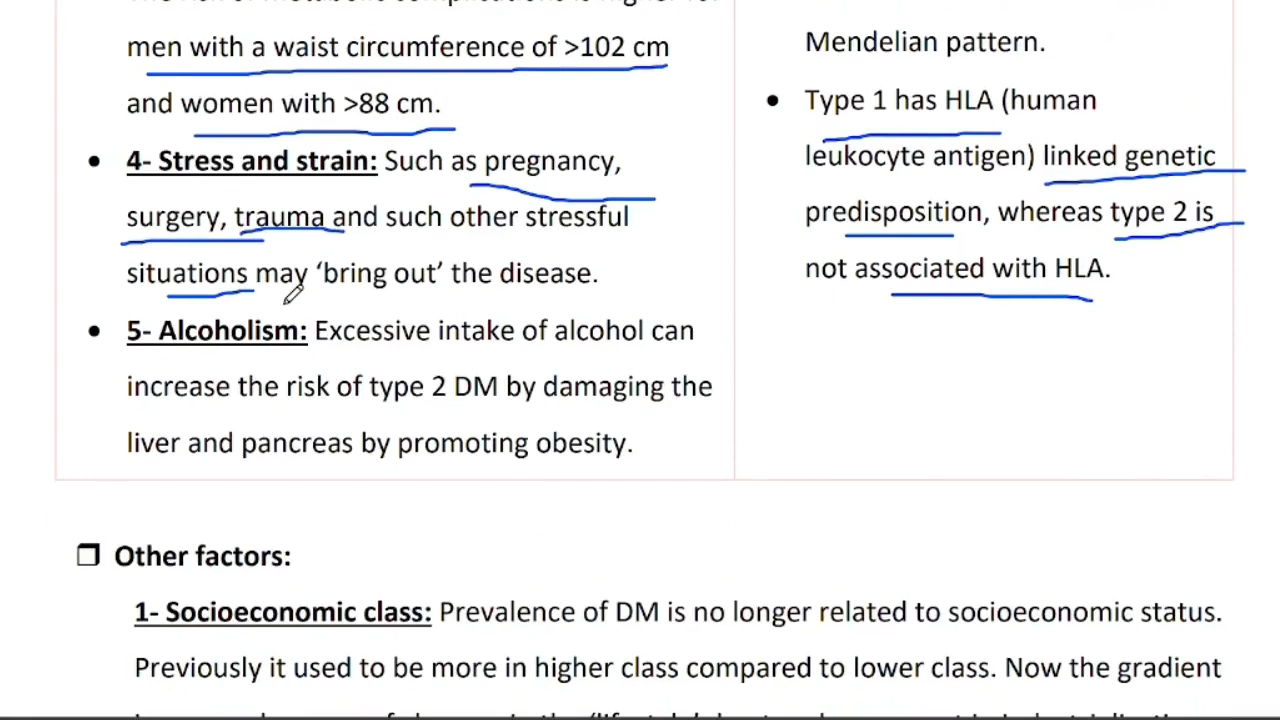 men with a waist circumference of >102 cm
and women with >88 cm.
• 4- Stress and strain: Such as pregnancy,
surgery, trauma and such other stressful
situations may ‘bring out’ the disease.
• 5- Alcoholism: Excessive intake of alcohol can
increase the risk of type 2 DM by damaging the
liver and pancreas by promoting obesity.
Mendelian pattern.
• Type 1 has HLA (human
leukocyte antigen) linked genetic
predisposition, whereas type 2 is
not associated with HLA.
❒ Other factors:
1- Socioeconomic class: Prevalence of DM is no longer related to socioeconomic status.
Previously it used to be more in higher class compared to lower class. Now the gradient